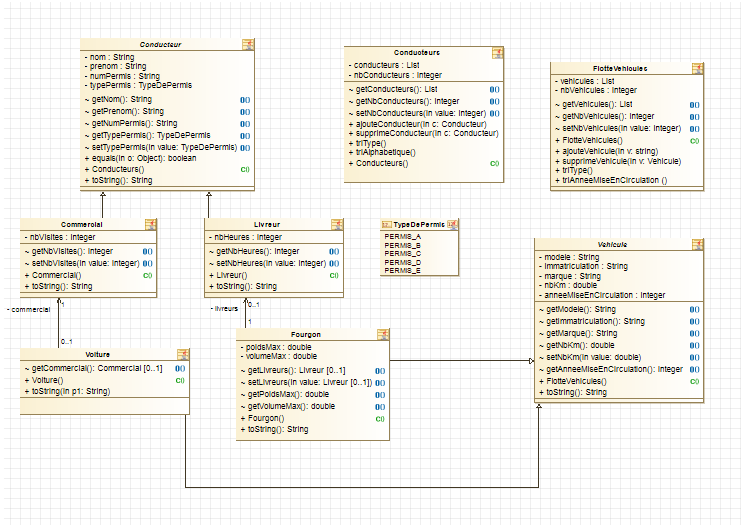 Conducteur
- nom : String
- prenom : String
- numPermis : String
- typePermis : TypeDePermis
~ getNom(): String
~ getPrenom(): String
~ getNumPermis(): String
~ getTypePermis(): TypeDePermis
~ setTypePermis(in value: TypeDePermis)
+ equals(in o: Object): boolean
+ Conducteurs()
+ toString(): String
Conducteurs
- conducteurs : List
- nbConducteurs : Integer
~ getConducteurs(): List
~ getNbConducteurs(): Integer
~ setNbConducteurs(in value: Integer)
+ ajouteConducteur(in c: Conducteur)
+ supprimeConducteur(in c: Conducteur)
+ triType()
+ triAlphabetique()
+ Conducteurs()
FlotteVehicules
- vehicules : List
- nbVehicules : Integer
~ getVehicules(): List
~ getNbVehicules(): Integer
~ setNbVehicules(in value: Integer)
+ FlotteVehicules()
+ ajouteVehicule(in v: string)
+ supprimeVehicule(in v: Vehicule)
+ triType()
+ triAnneeMiseEnCirculation ()
Commercial
- nbVisites : Integer
~ getNbVisites(): Integer
~ setNbVisites(in value: Integer)
+ Commercial()
+ toString(): String
Livreur
- nbHeures : Integer
~ getNbHeures(): Integer
~ setNbHeures(in value: Integer)
+ Livreur()
+ toString(): String
TypeDePermis
PERMIS_A
PERMIS_B
PERMIS_C
PERMIS_D
PERMIS_E
Vehicule
- modele : String
- immatriculation : String
- marque : String
- nbKm : double
- anneeMiseEnCirculation : Integer
~ getModele(): String
~ getImmatriculation(): String
~ getMarque(): String
~ getNbKm(): double
~ setNbKm(in value: double)
~ getAnneeMiseEnCirculation(): Integer
+ FlotteVehicules()
+ toString(): String
- commercial
1
0..1
- livreurs
0..1
1
Voiture
~ getCommercial(): Commercial [0..1]
+ Voiture()
+ toString(in p1: String)
Fourgon
- poidsMax : double
- volumeMax : double
~ getLivreurs(): Livreur [0..1]
~ setLivreurs(in value: Livreur [0..1])
~ getPoidsMax(): double
~ getVolumeMax(): double
+ Fourgon()
+ toString(): String